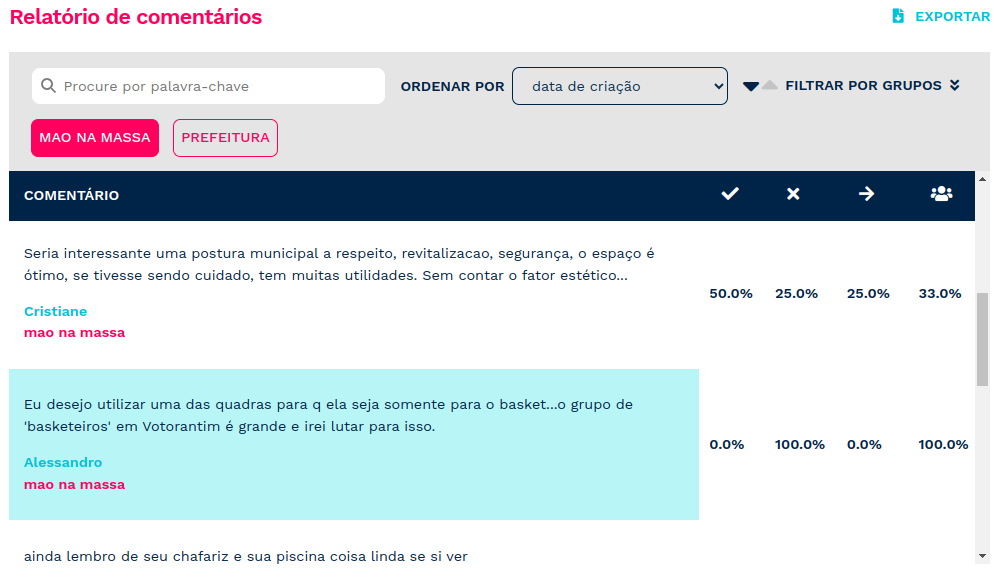 Relatório de comentários
EXPORTAR
Procure por palavra-chave
ORDENAR POR
data de criação
FILTRAR POR GRUPOS
MAO NA MASSA
PREFEITURA
COMENTÁRIO
Seria interessante uma postura municipal a respeito, revitalizacao, segurança, o espaço é
ótimo, se tivesse sendo cuidado, tem muitas utilidades. Sem contar o fator estético...
50.0% 25.0% 25.0% 33.0%
Cristiane
mao na massa
Eu desejo utilizar uma das quadras para q ela seja somente para o basket...o grupo de
'basketeiros' em Votorantim é grande e irei lutar para isso.
0.0% 100.0% 0.0% 100.0%
Alessandro
mao na massa
ainda lembro de seu chafariz e sua piscina coisa linda se si ver